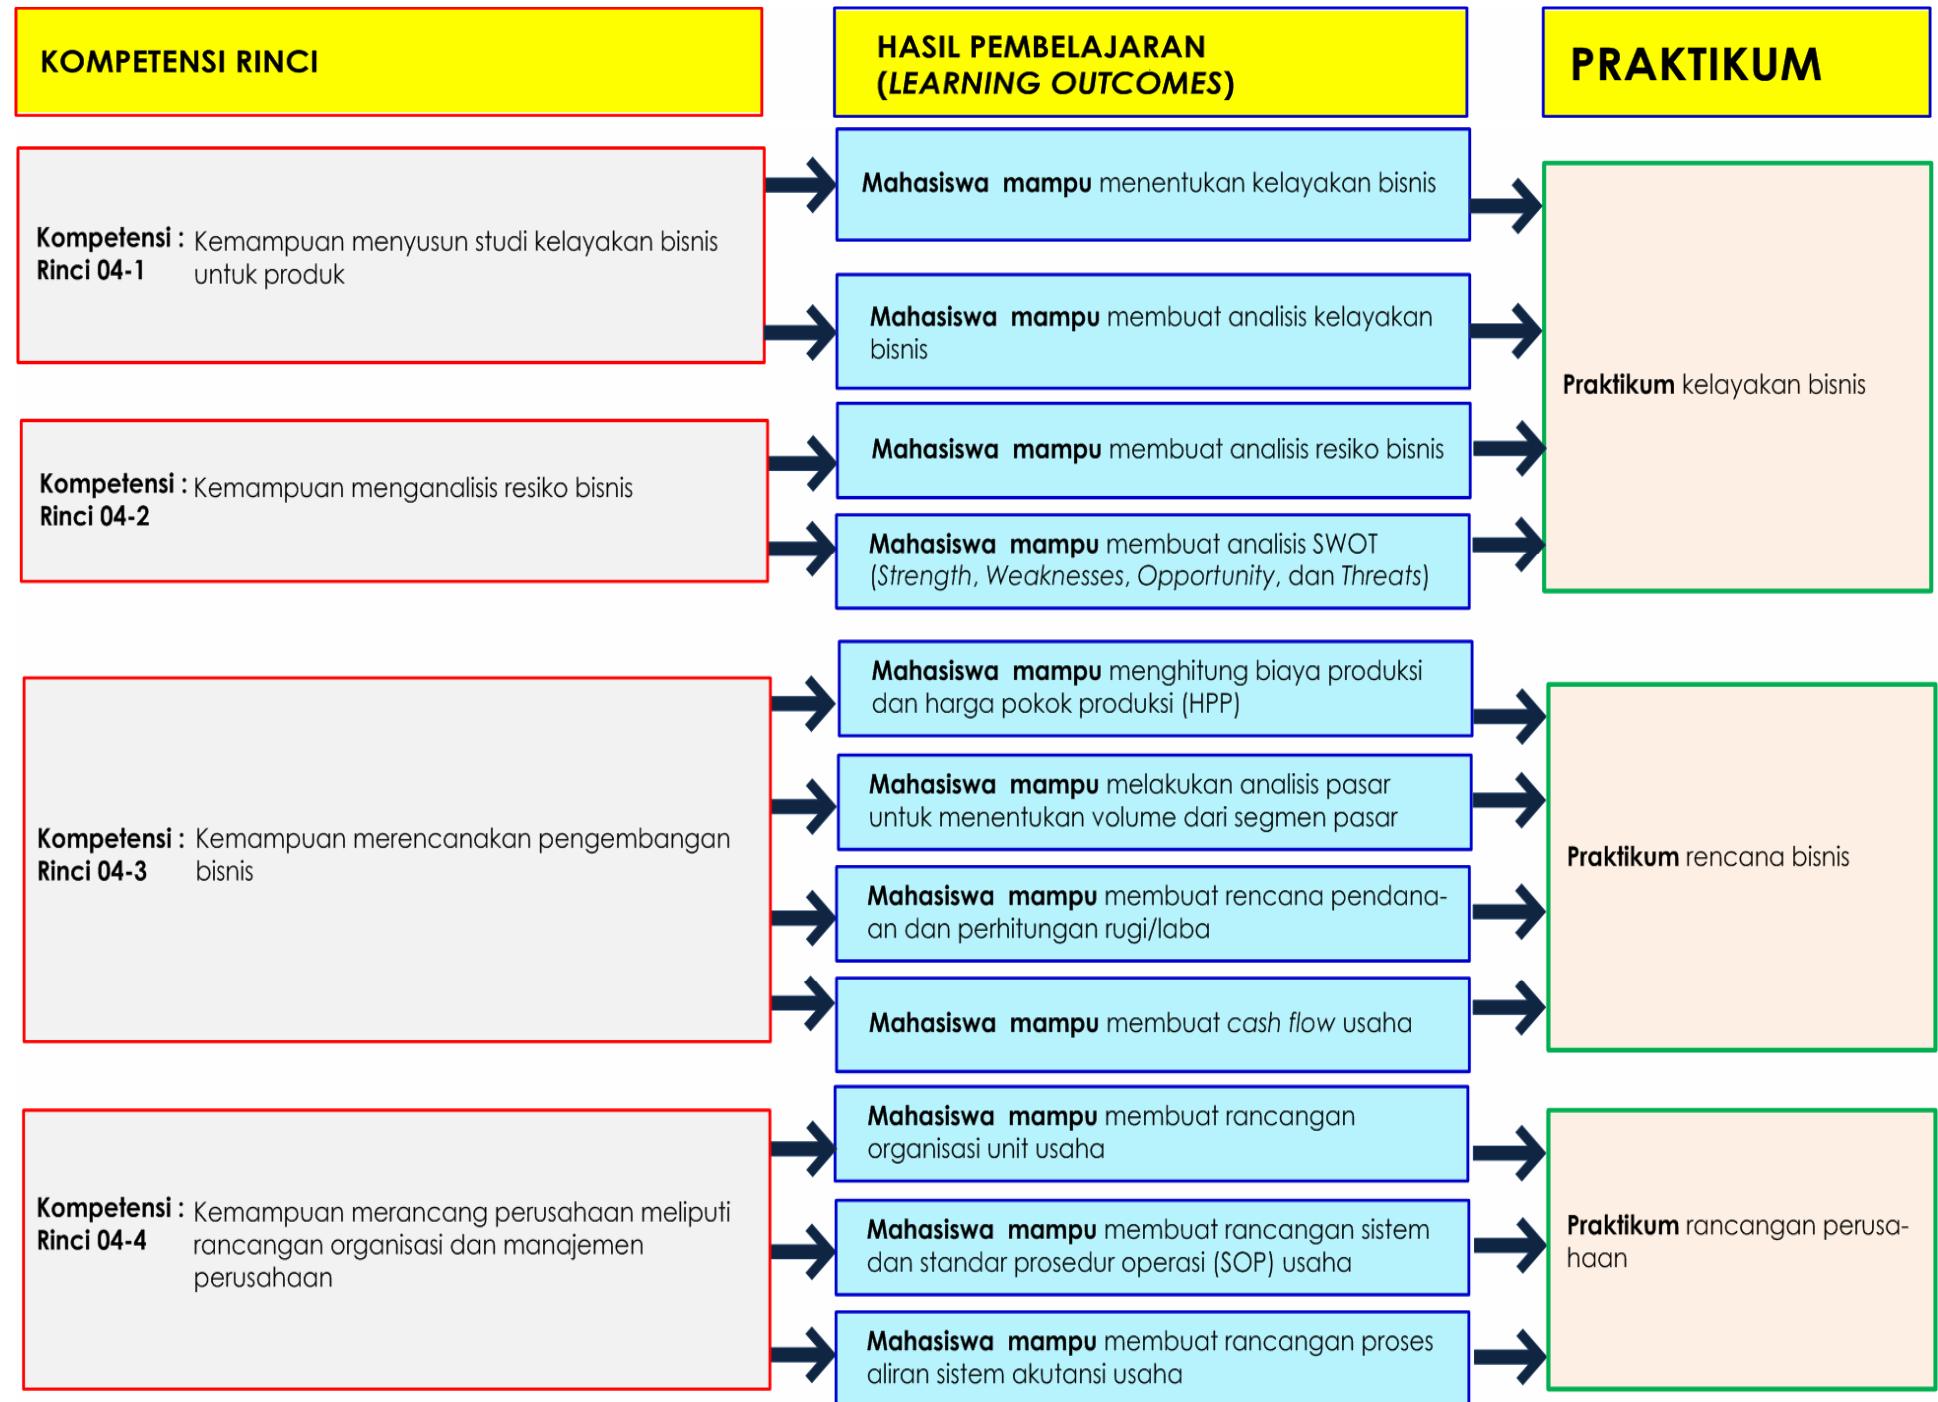 KOMPETENSI RINCI
HASIL PEMBELAJARAN
(LEARNING OUTCOMES)
PRAKTIKUM
Kompetensi : Kemampuan menyusun studi kelayakan bisnis
Rinci 04-1 untuk produk
Mahasiswa mampu menentukan kelayakan bisnis
Mahasiswa mampu membuat analisis kelayakan
bisnis
Kompetensi : Kemampuan menganalisis resiko bisnis
Rinci 04-2
Mahasiswa mampu membuat analisis resiko bisnis
Mahasiswa mampu membuat analisis SWOT
(Strength, Weaknesses, Opportunity, dan Threats)
Praktikum kelayakan bisnis
Kompetensi : Kemampuan merencanakan pengembangan
Rinci 04-3 bisnis
Mahasiswa mampu menghitung biaya produksi
dan harga pokok produksi (HPP)
Mahasiswa mampu melakukan analisis pasar
untuk menentukan volume dari segmen pasar
Mahasiswa mampu membuat rencana pendana-
an dan perhitungan rugi/laba
Mahasiswa mampu membuat cash flow usaha
Praktikum rencana bisnis
Kompetensi : Kemampuan merancang perusahaan meliputi
Rinci 04-4 rancangan organisasi dan manajemen
perusahaan
Mahasiswa mampu membuat rancangan
organisasi unit usaha
Mahasiswa mampu membuat rancangan sistem
dan standar prosedur operasi (SOP) usaha
Mahasiswa mampu membuat rancangan proses
aliran sistem akutansi usaha
Praktikum rancangan perusa-
haan